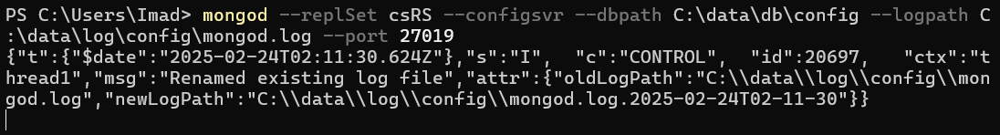 PS C:\Users\Imad> mongod --replSet csRS --configsvr --dbpath C:\data\db\config --logpath C
:\data\log\config\mongod.log --port 27019
{"t":{"$date":"2025-02-24T02:11:30.624Z"},"s":"I",  "c":"CONTROL",  "id":20697,   "ctx":"t
hread1","msg":"Renamed existing log file","attr":{"oldLogPath":"C:\\data\\log\\config\\mon
god.log","newLogPath":"C:\\data\\log\\config\\mongod.log.2025-02-24T02-11-30"}}